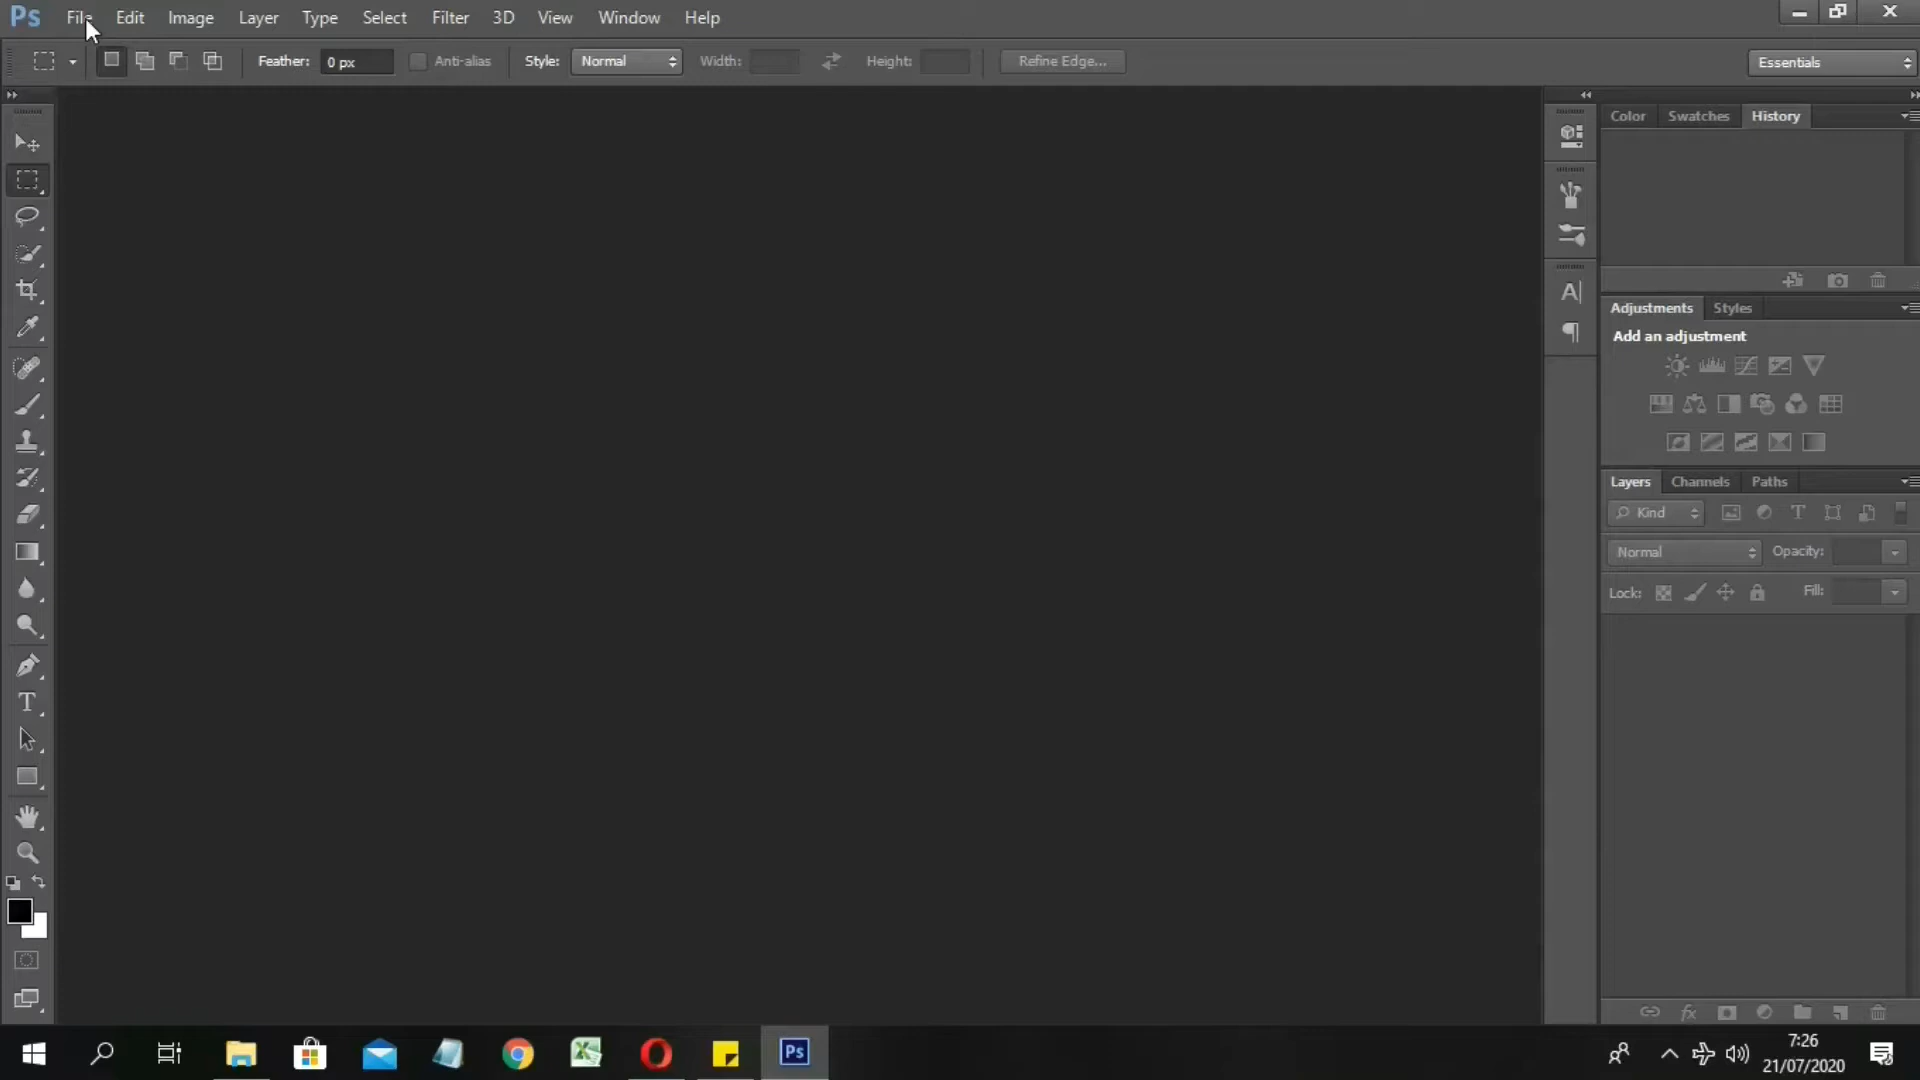 Ps File Edit Image Layer Type Select Filter 3D View Window Help
Feather: 0 px Anti-alias Style: Normal Width: Height: Refine Edge... Essentials
Color Swatches History
Adjustments Styles
Add an adjustment
Layers Channels Paths
Kind
Normal Opacity:
Lock: Fill:
Ps
7:26
21/07/2020